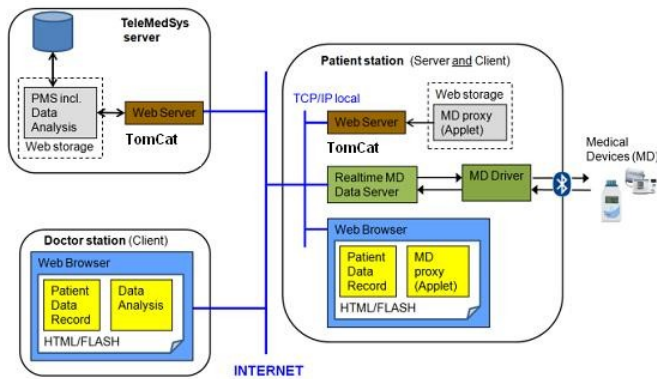 TeleMedSys
server
PMS incl.
Data
Analysis
Web storage
Web Server
TomCat
Patient station (Server and Client)
TCP/IP local
Web Server
TomCat
Web storage
MD proxy
(Applet)
Realtime MD
Data Server
MD Driver
Medical
Devices (MD)
Web Browser
Patient
Data
Record
MD
proxy
(Applet)
HTML/FLASH
Doctor station (Client)
Web Browser
Patient
Data
Record
Data
Analysis
HTML/FLASH
INTERNET